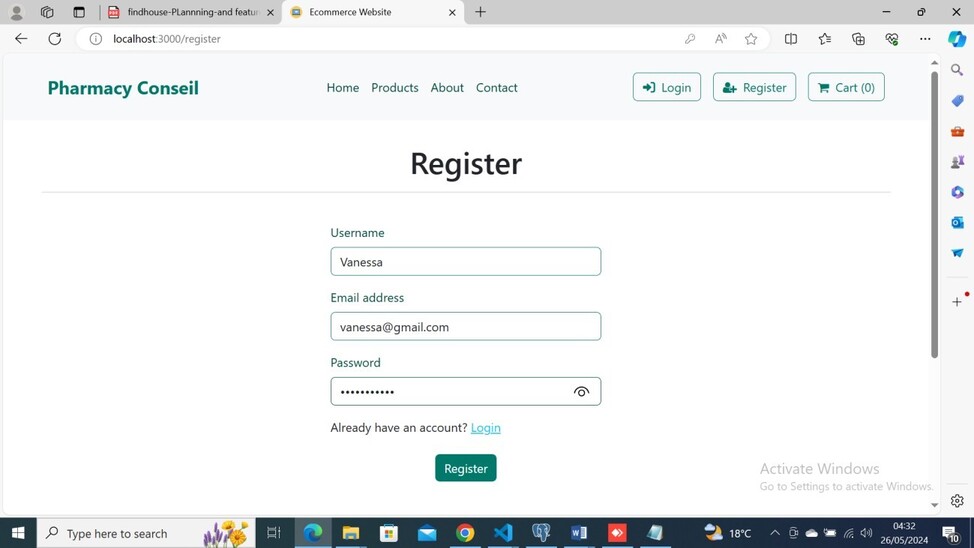 findhouse-PLannning-and featur
Ecommerce Website
localhost:3000/register
Pharmacy Conseil
Home Products About Contact
Login Register Cart (0)
Register
Username
Vanessa
Email address
vanessa@gmail.com
Password
•••••••••••
Already have an account? Login
Register
Activate Windows
Go to Settings to activate Windows.
Type here to search
18°C
04:32
26/05/2024
10